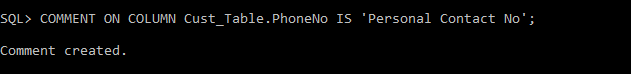 SQL> COMMENT ON COLUMN Cust_Table.PhoneNo IS 'Personal Contact No';
Comment created.